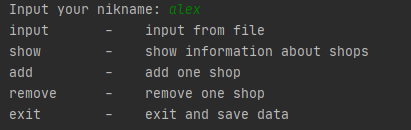 Input your nikname: alex
input       -    input from file
show        -    show information about shops
add         -    add one shop
remove      -    remove one shop
exit        -    exit and save data